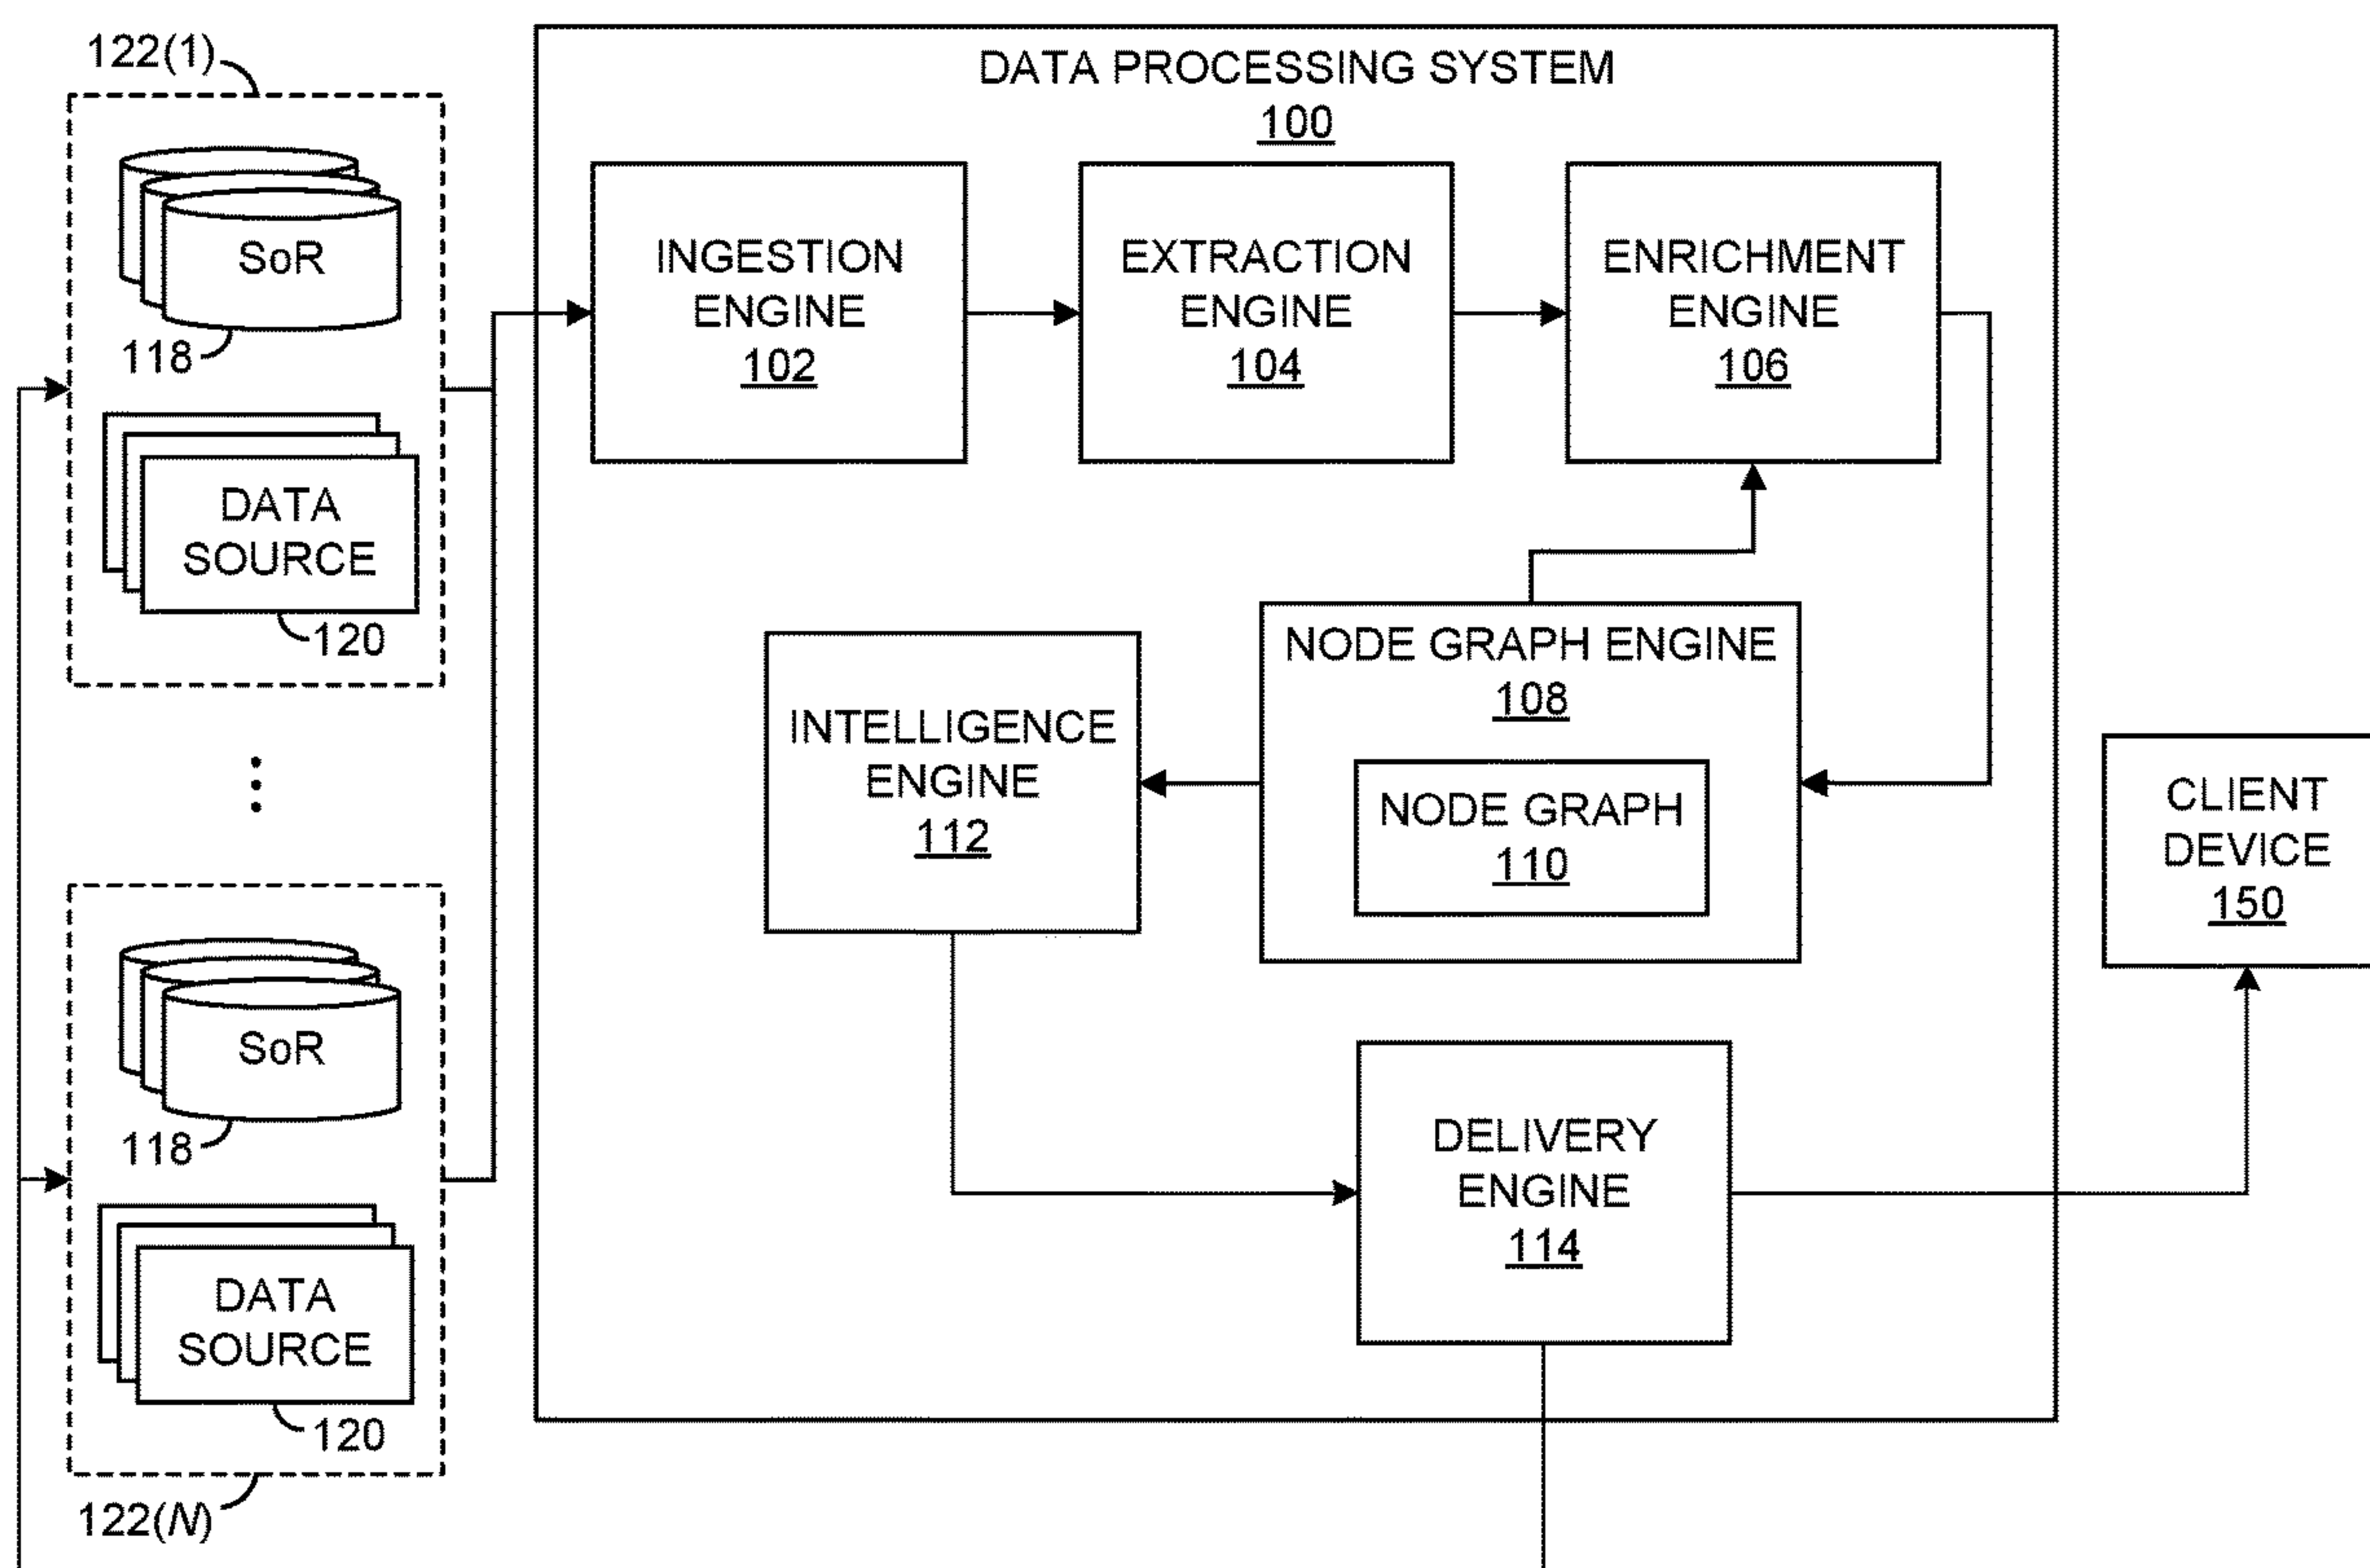 122(1)
SoR
118
DATA
SOURCE
120
SoR
118
DATA
SOURCE
120
122(N)
DATA PROCESSING SYSTEM
100
INGESTION
ENGINE
102
EXTRACTION
ENGINE
104
ENRICHMENT
ENGINE
106
NODE GRAPH ENGINE
108
NODE GRAPH
110
INTELLIGENCE
ENGINE
112
DELIVERY
ENGINE
114
CLIENT
DEVICE
150